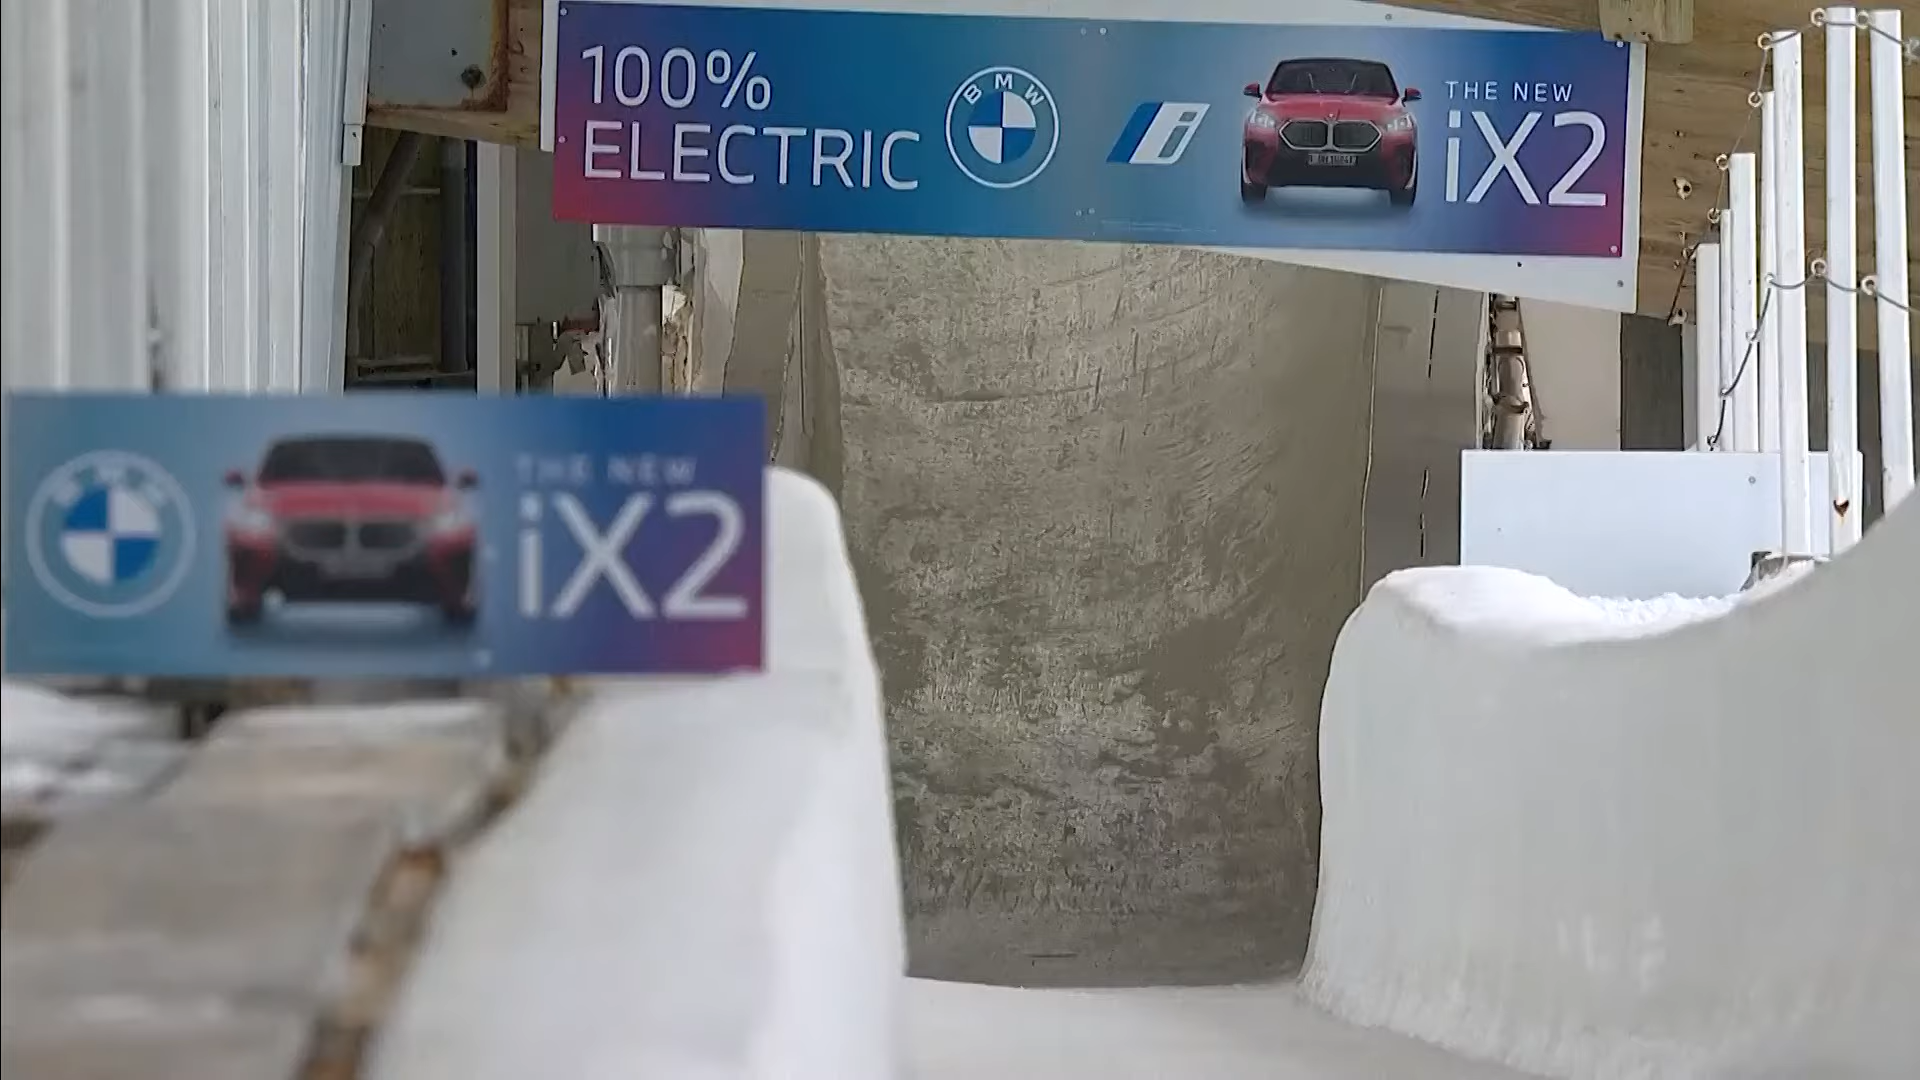 100%
ELECTRIC
BMW
i
THE NEW
iX2
BMW
THE NEW
iX2